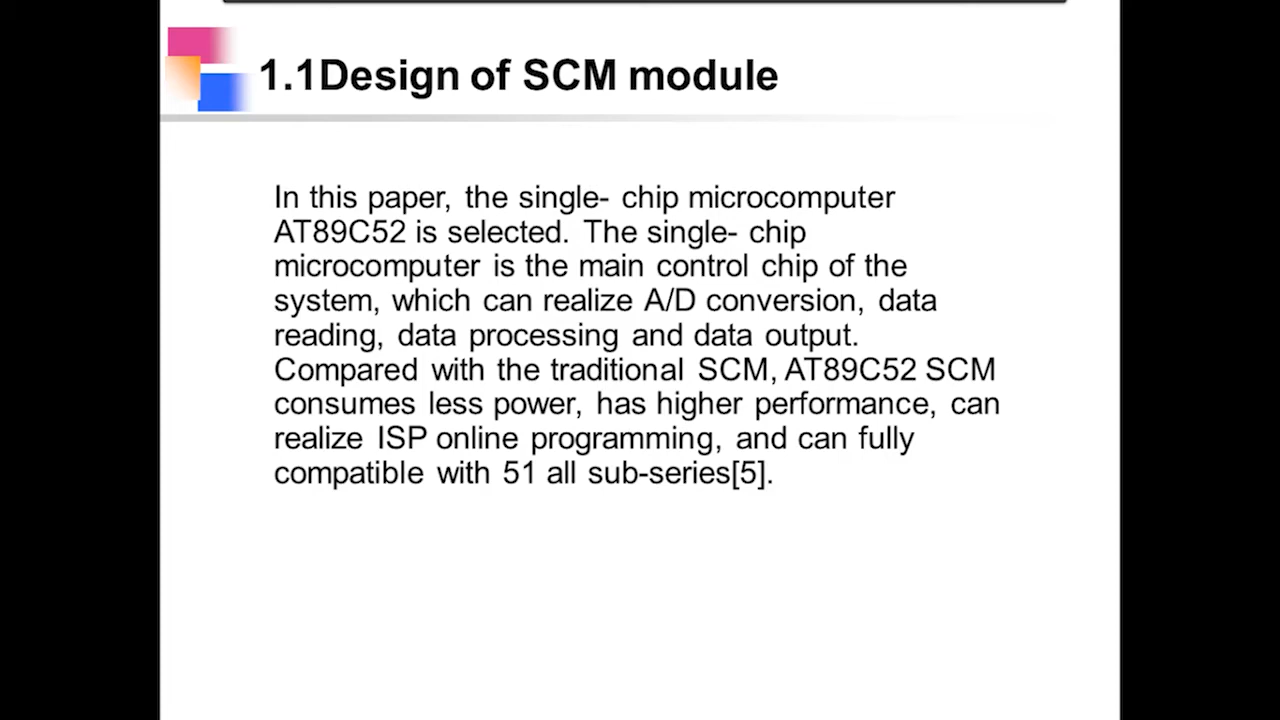 1.1Design of SCM module
In this paper, the single- chip microcomputer
AT89C52 is selected. The single- chip
microcomputer is the main control chip of the
system, which can realize A/D conversion, data
reading, data processing and data output.
Compared with the traditional SCM, AT89C52 SCM
consumes less power, has higher performance, can
realize ISP online programming, and can fully
compatible with 51 all sub-series[5].